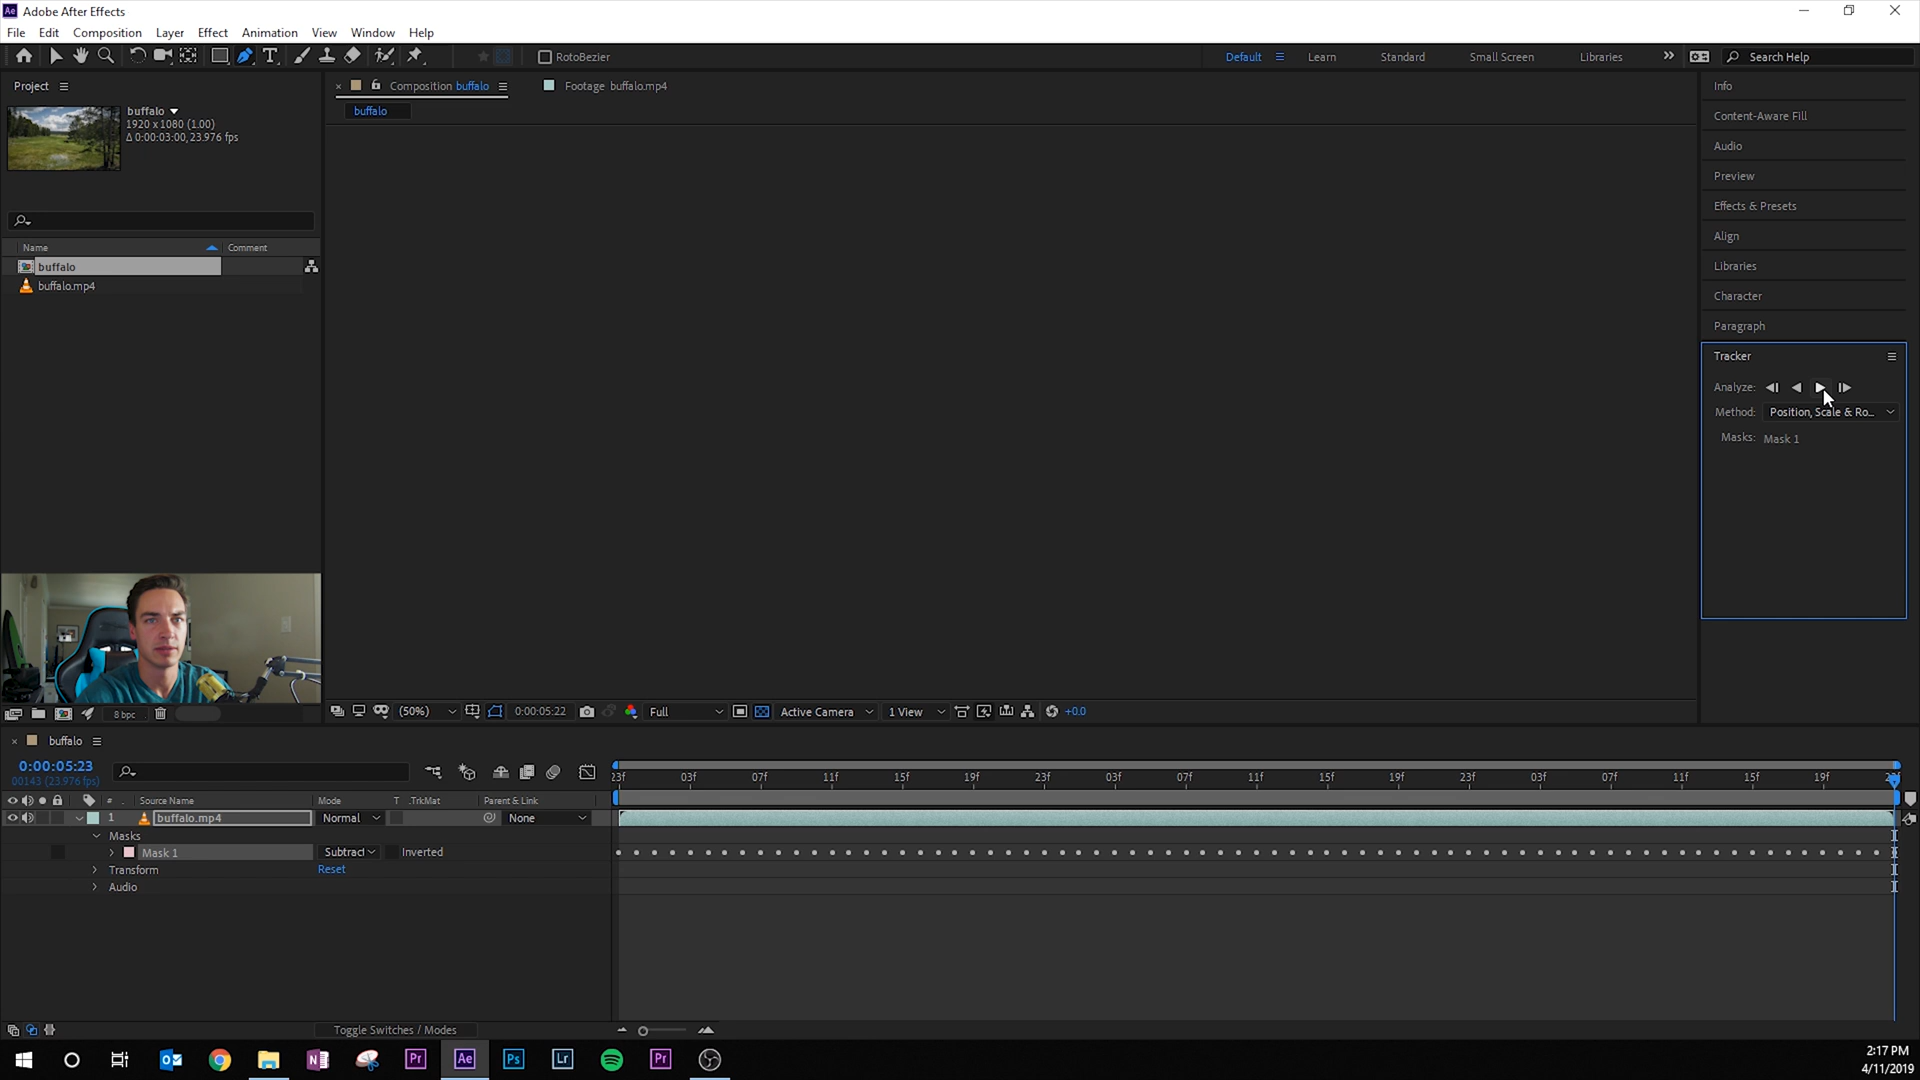 Ae Adobe After Effects
File Edit Composition Layer Effect Animation View Window Help
RotoBezier
Default Learn Standard Small Screen Libraries Search Help
Project
buffalo
1920 x 1080 (1.00)
Δ 0:00:03:00, 23.976 fps
Name Comment
buffalo
buffalo.mp4
8 bpc
Composition buffalo Footage buffalo.mp4
buffalo
(50%) 0:00:05:22 Full Active Camera 1 View +0.0
Info
Content-Aware Fill
Audio
Preview
Effects & Presets
Align
Libraries
Character
Paragraph
Tracker
Analyze:
Method: Position, Scale & Ro...
Masks: Mask 1
buffalo
0:00:05:23
00143 (23.976 fps)
23f 03f 07f 11f 15f 19f 23f 03f 07f 11f 15f 19f 23f 03f 07f 11f 15f 19f
# Source Name Mode T .TrkMat Parent & Link
1 buffalo.mp4 Normal None
Masks
Mask 1 Subtract Inverted
Transform Reset
Audio
Toggle Switches / Modes
Pr Ae Ps Lr Pr
2:17 PM
4/11/2019